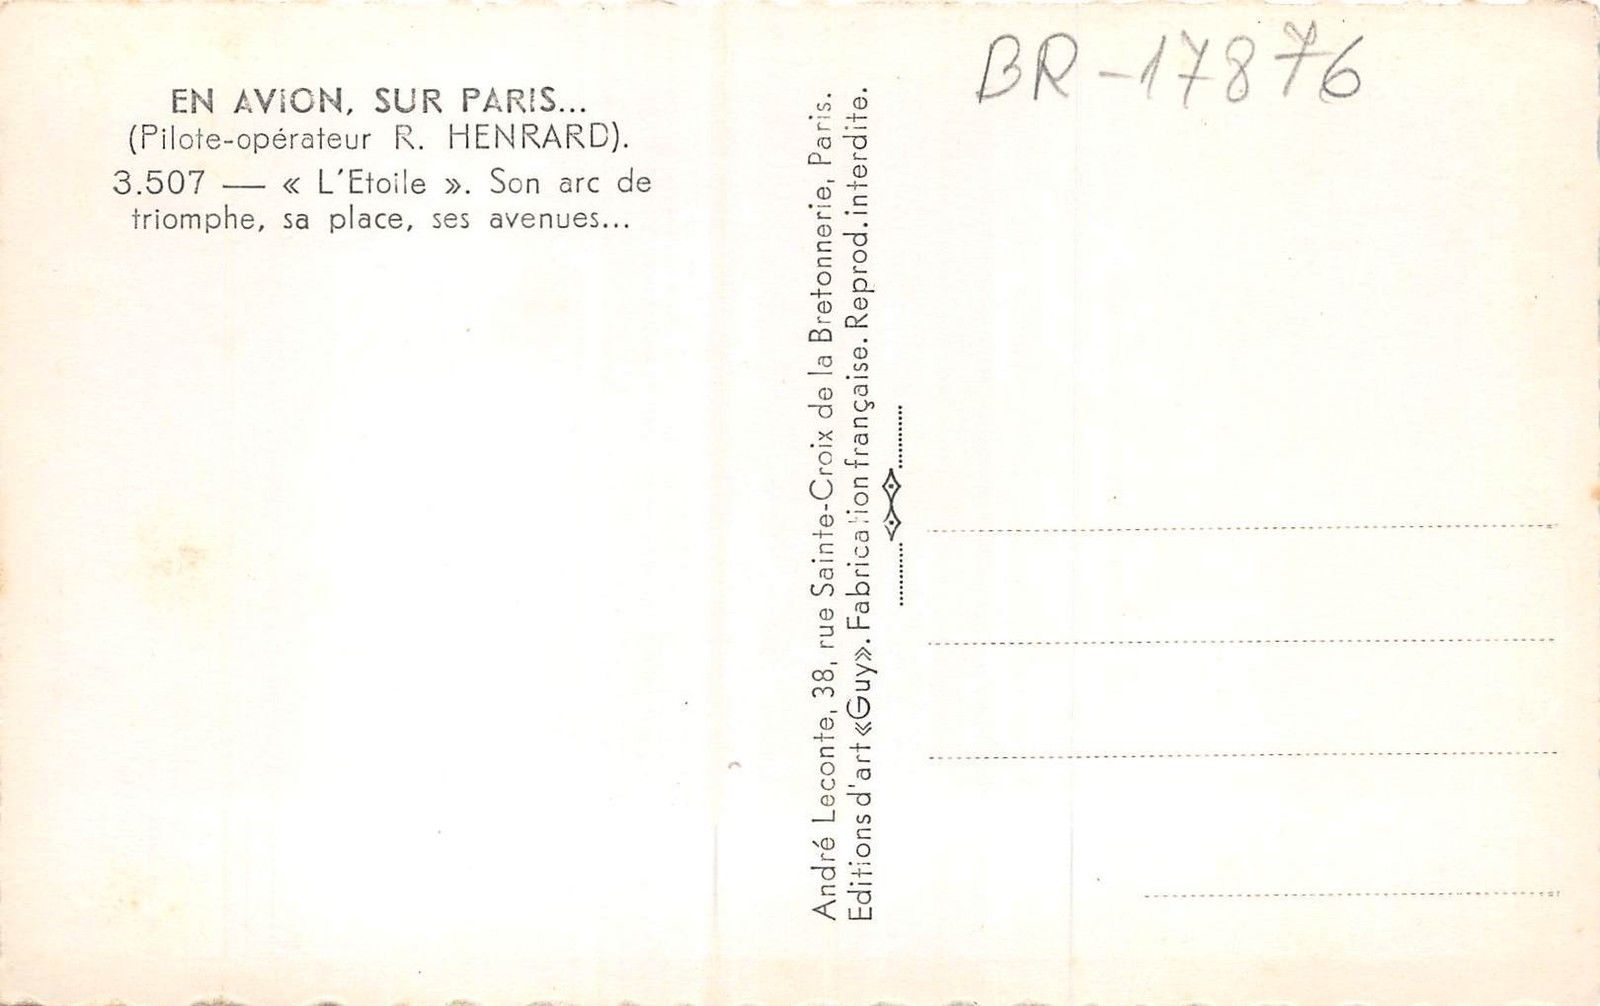 EN AVION, SUR PARIS...
(Pilote-opérateur R. HENRARD).
3.507 — « L'Etoile ». Son arc de
triomphe, sa place, ses avenues...
André Leconte, 38, rue Sainte-Croix de la Bretonnerie, Paris.
Editions d'art «Guy». Fabrication française. Reprod. interdite.
BR-17876